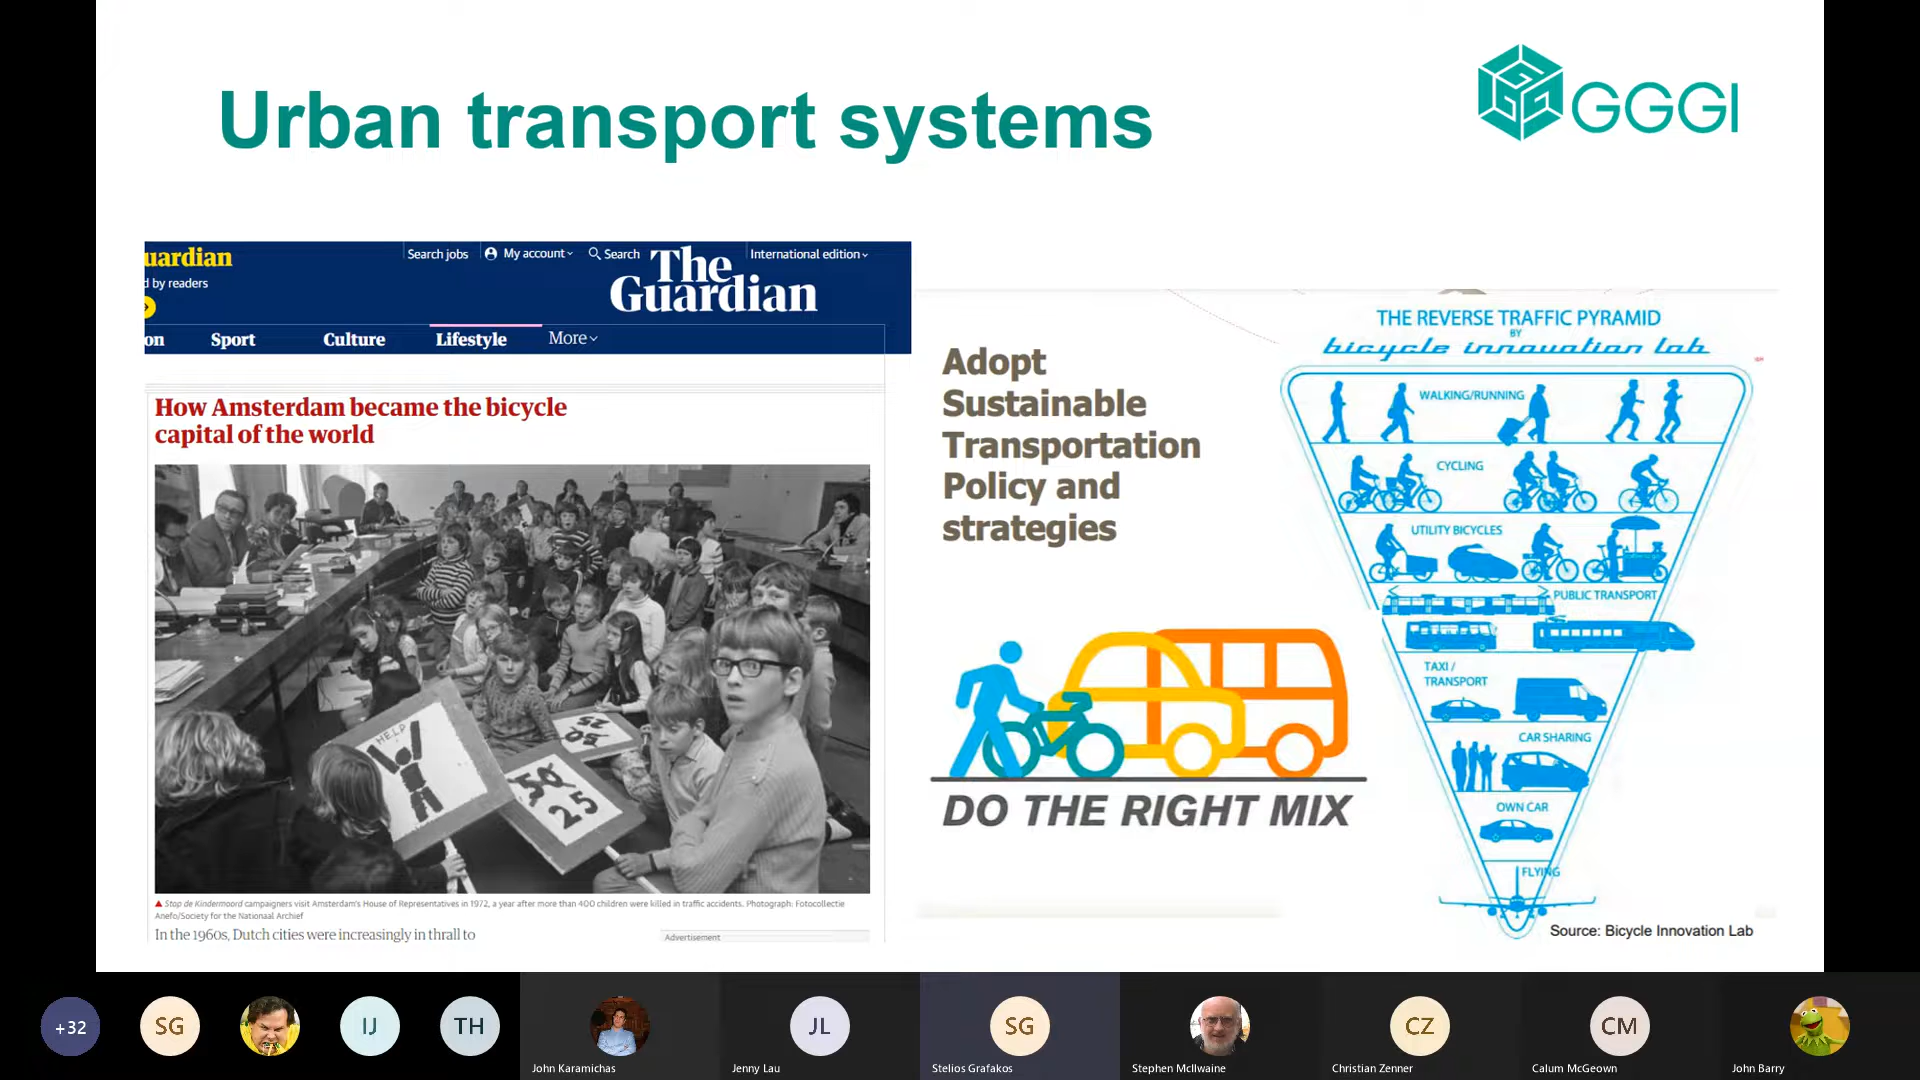 Urban transport systems
GGGI
uardian
d by readers
Search jobs
My account
Search
The
Guardian
International edition
on
Sport
Culture
Lifestyle
More
How Amsterdam became the bicycle
capital of the world
HELP
50
25
50
25
Stop de Kindermoord campaigners visit Amsterdam's House of Representatives in 1972, a year after more than 400 children were killed in traffic accidents. Photograph: Fotocollectie
Anefo/Society for the Nationaal Archief
In the 1960s, Dutch cities were increasingly in thrall to
Advertisement
Adopt
Sustainable
Transportation
Policy and
strategies
DO THE RIGHT MIX
THE REVERSE TRAFFIC PYRAMID
BY
bicycle innovation lab
WALKING/RUNNING
CYCLING
UTILITY BICYCLES
PUBLIC TRANSPORT
TAXI /
TRANSPORT
CAR SHARING
OWN CAR
FLYING
Source: Bicycle Innovation Lab
+32
SG
IJ
TH
John Karamichas
JL
Jenny Lau
SG
Stelios Grafakos
Stephen McIlwaine
CZ
Christian Zenner
CM
Calum McGeown
John Barry